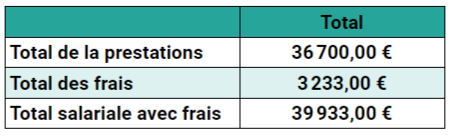 Total
Total de la prestations 36 700,00 €
Total des frais 3 233,00 €
Total salariale avec frais 39 933,00 €